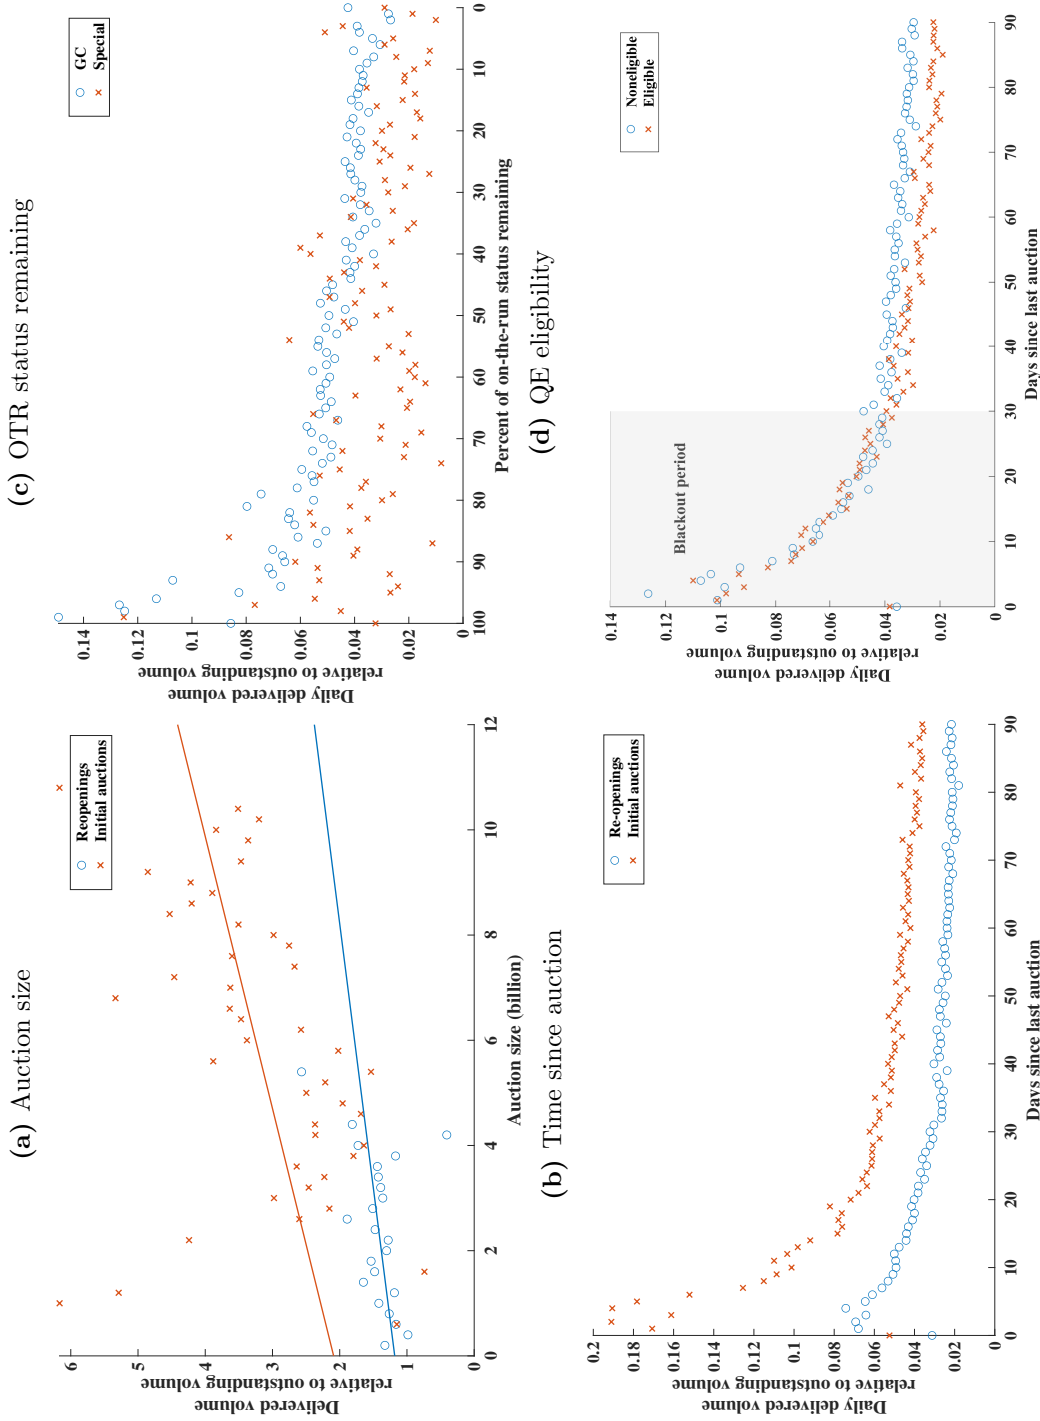 (a) Auction size
Delivered volume
relative to outstanding volume
6
5
4
3
2
1
0
2
4
6
8
10
12
Auction size (billion)
Reopenings
Initial auctions
(b) Time since auction
Daily delivered volume
relative to outstanding volume
0.2
0.18
0.16
0.14
0.12
0.1
0.08
0.06
0.04
0.02
0
0
10
20
30
40
50
60
70
80
90
Days since last auction
Re-openings
Initial auctions
(c) OTR status remaining
Daily delivered volume
relative to outstanding volume
0.14
0.12
0.1
0.08
0.06
0.04
0.02
0
100
90
80
70
60
50
40
30
20
10
0
Percent of on-the-run status remaining
GC
Special
(d) QE eligibility
Daily delivered volume
relative to outstanding volume
0.14
0.12
0.1
0.08
0.06
0.04
0.02
0
0
10
20
30
40
50
60
70
80
90
Days since last auction
Blackout period
Noneligible
Eligible